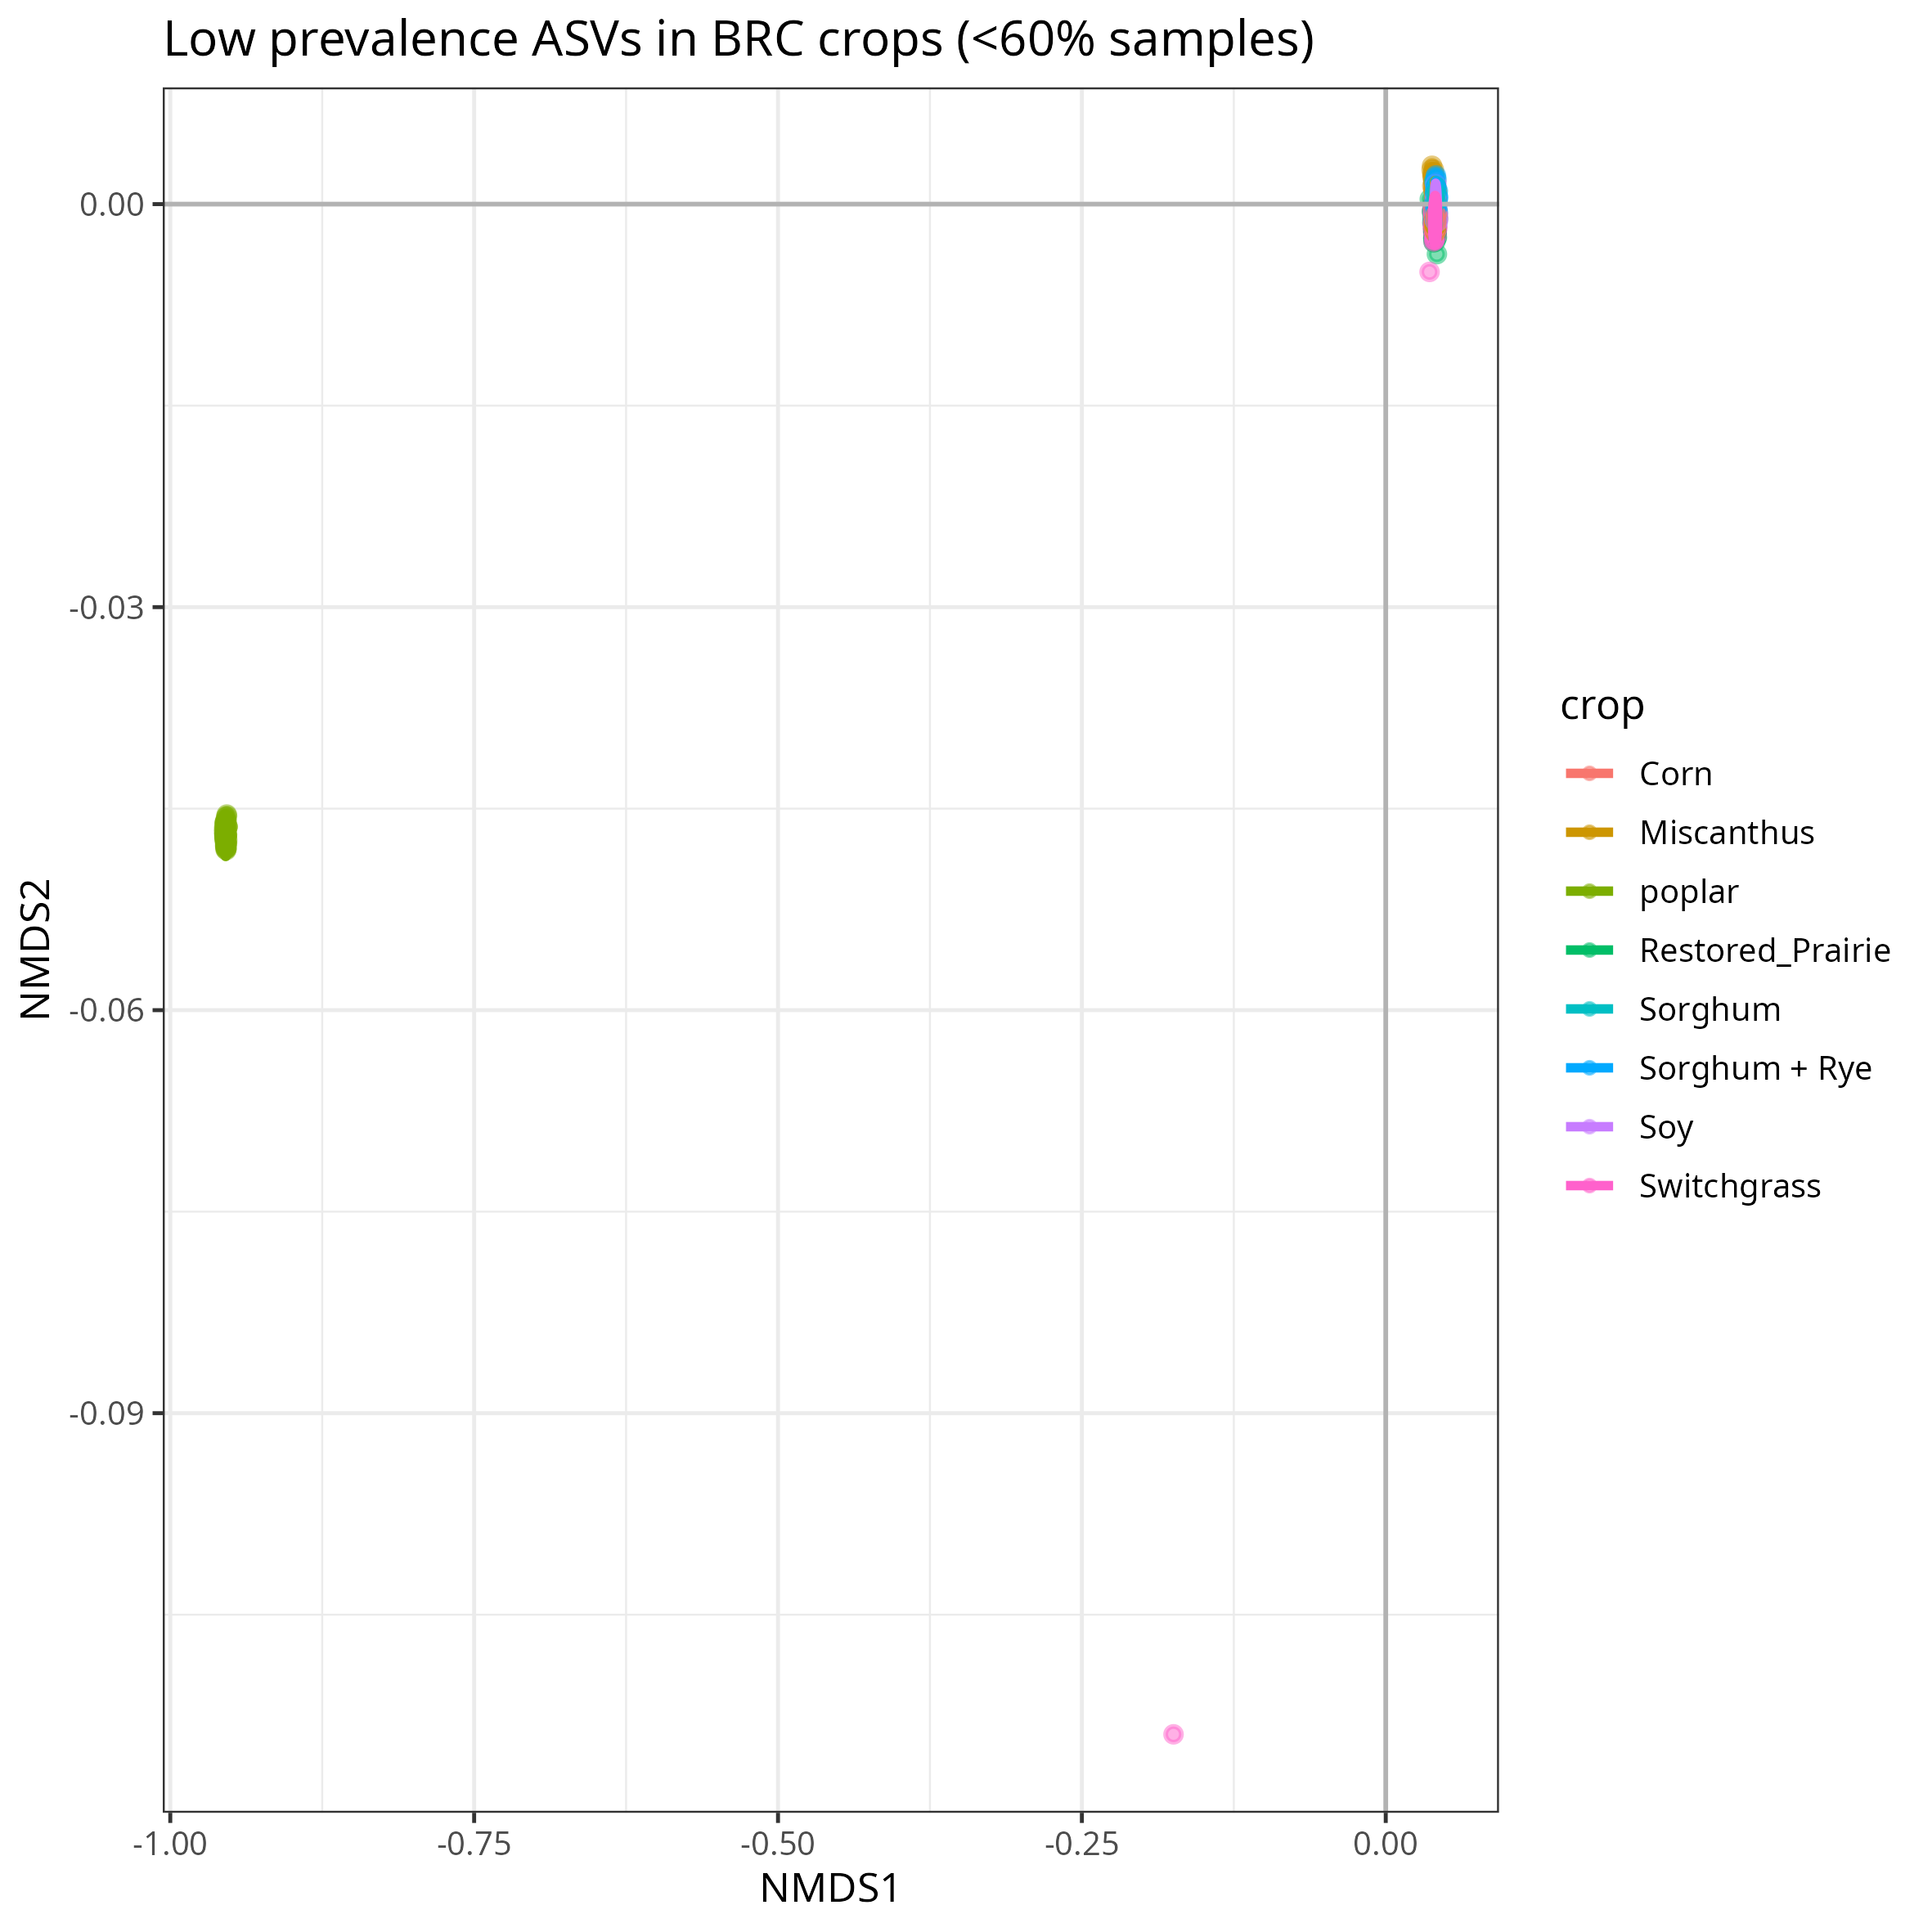 Low prevalence ASVs in BRC crops (<60% samples)
0.00
-0.03
-0.06
-0.09
NMDS2
-1.00
-0.75
-0.50
-0.25
0.00
NMDS1
crop
Corn
Miscanthus
poplar
Restored_Prairie
Sorghum
Sorghum + Rye
Soy
Switchgrass